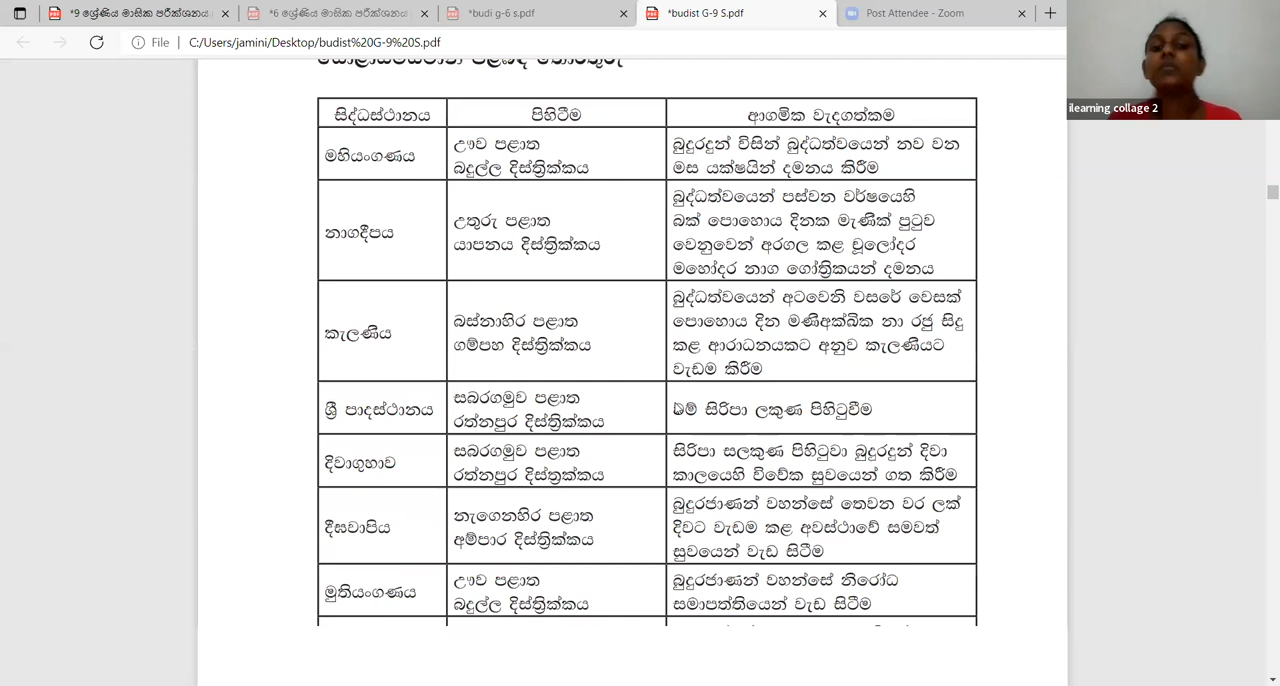 *9 ශ්‍රේණිය මාසික පරීක්ශනය
*6 ශ්‍රේණිය මාසික පරීක්ශනය
*budi g-6 s.pdf
*budist G-9 S.pdf
Post Attendee - Zoom
File | C:/Users/jamini/Desktop/budist%20G-9%20S.pdf
ilearning collage 2
සිද්ධස්ථානය පිහිටීම ආගමික වැදගත්කම
මහියංගණය
ඌව පළාත
බදුල්ල දිස්ත්‍රික්කය
බුදුරදුන් විසින් බුද්ධත්වයෙන් නව වන
මස යක්ෂයින් දමනය කිරීම
නාගදීපය
උතුරු පළාත
යාපනය දිස්ත්‍රික්කය
බුද්ධත්වයෙන් පස්වන වර්ෂයෙහි
බක් පොහොය දිනක මැණික් පුටුව
වෙනුවෙන් අරගල කළ චූලෝදර
මහෝදර නාග ගෝත්‍රිකයන් දමනය
කැලණිය
බස්නාහිර පළාත
ගම්පහ දිස්ත්‍රික්කය
බුද්ධත්වයෙන් අටවෙනි වසරේ වෙසක්
පොහොය දින මණිඅක්ඛික නා රජු සිදු
කළ ආරාධනයකට අනුව කැලණියට
වැඩම කිරීම
ශ්‍රී පාදස්ථානය
සබරගමුව පළාත
රත්නපුර දිස්ත්‍රික්කය
සිරිපා ලකුණ පිහිටුවීම
දිවාගුහාව
සබරගමුව පළාත
රත්නපුර දිස්ත්‍රකය
සිරිපා සලකුණ පිහිටුවා බුදුරදුන් දිවා
කාලයෙහි විවේක සුවයෙන් ගත කිරීම
දීඝවාපිය
නැගෙනහිර පළාත
අම්පාර දිස්ත්‍රික්කය
බුදුරජාණන් වහන්සේ තෙවන වර ලක්
දිවට වැඩම කළ අවස්ථාවේ සමවත්
සුවයෙන් වැඩ සිටීම
මුතියංගණය
ඌව පළාත
බදුල්ල දිස්ත්‍රික්කය
බුදුරජාණන් වහන්සේ නිරෝධ
සමාපත්තියෙන් වැඩ සිටීම